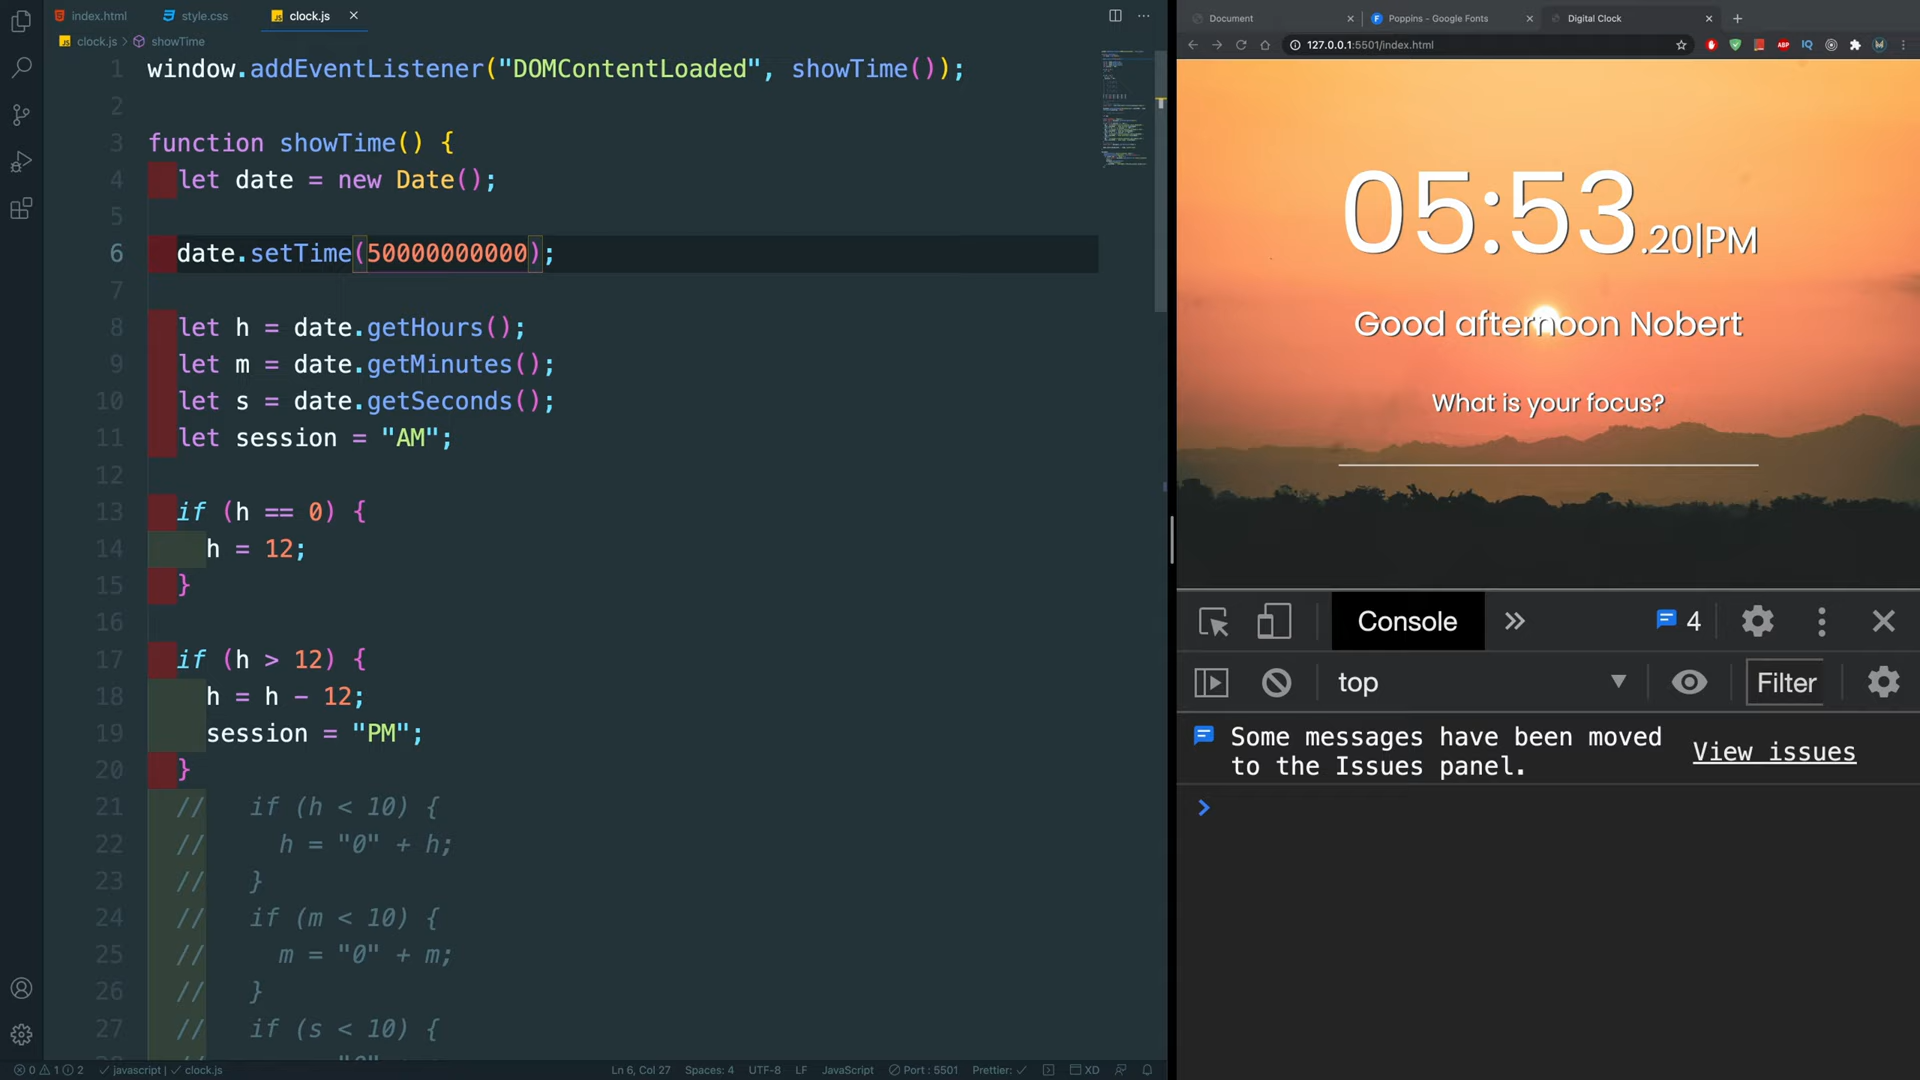 index.html
style.css
clock.js
clock.js > showTime
1 window.addEventListener("DOMContentLoaded", showTime());
2
3 function showTime() {
4 let date = new Date();
5
6 date.setTime(50000000000);
7
8 let h = date.getHours();
9 let m = date.getMinutes();
10 let s = date.getSeconds();
11 let session = "AM";
12
13 if (h == 0) {
14 h = 12;
15 }
16
17 if (h > 12) {
18 h = h - 12;
19 session = "PM";
20 }
21 // if (h < 10) {
22 // h = "0" + h;
23 // }
24 // if (m < 10) {
25 // m = "0" + m;
26 // }
27 // if (s < 10) {
0 1 2 javascript | clock.js
Ln 6, Col 27 Spaces: 4 UTF-8 LF JavaScript Port : 5501 Prettier: XD
Document
Poppins - Google Fonts
Digital Clock
127.0.0.1:5501/index.html
ABP
IQ
05:53.20|PM
Good afternoon Nobert
What is your focus?
Console
4
top
Filter
Some messages have been moved
to the Issues panel.
View issues